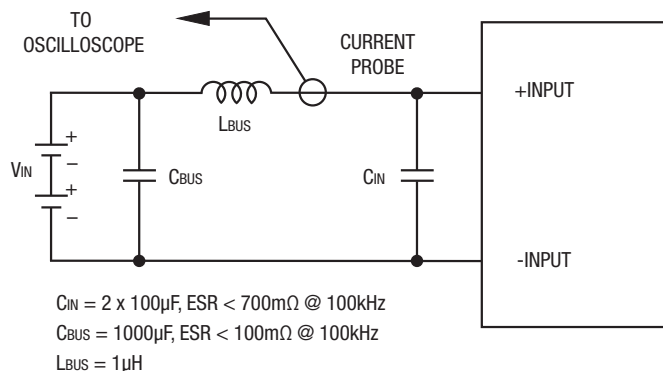 TO
OSCILLOSCOPE
CURRENT
PROBE
+INPUT
LBUS
VIN
+
−
+
−
CBUS
CIN
-INPUT
CIN = 2 x 100µF, ESR < 700mΩ @ 100kHz
CBUS = 1000µF, ESR < 100mΩ @ 100kHz
LBUS = 1µH